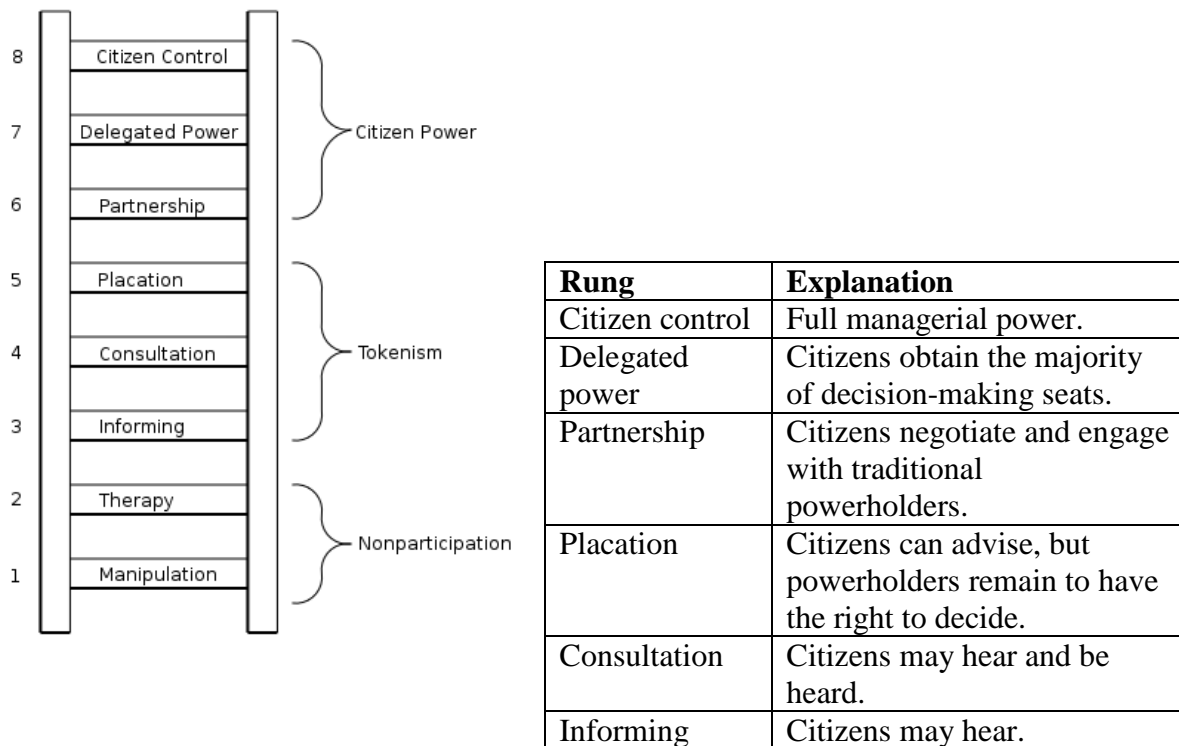 8 Citizen Control
7 Delegated Power
Citizen Power
6 Partnership
5 Placation
4 Consultation
Tokenism
3 Informing
2 Therapy
Nonparticipation
1 Manipulation
Rung Explanation
Citizen control Full managerial power.
Delegated Citizens obtain the majority
power of decision-making seats.
Partnership Citizens negotiate and engage
with traditional
powerholders.
Placation Citizens can advise, but
powerholders remain to have
the right to decide.
Consultation Citizens may hear and be
heard.
Informing Citizens may hear.